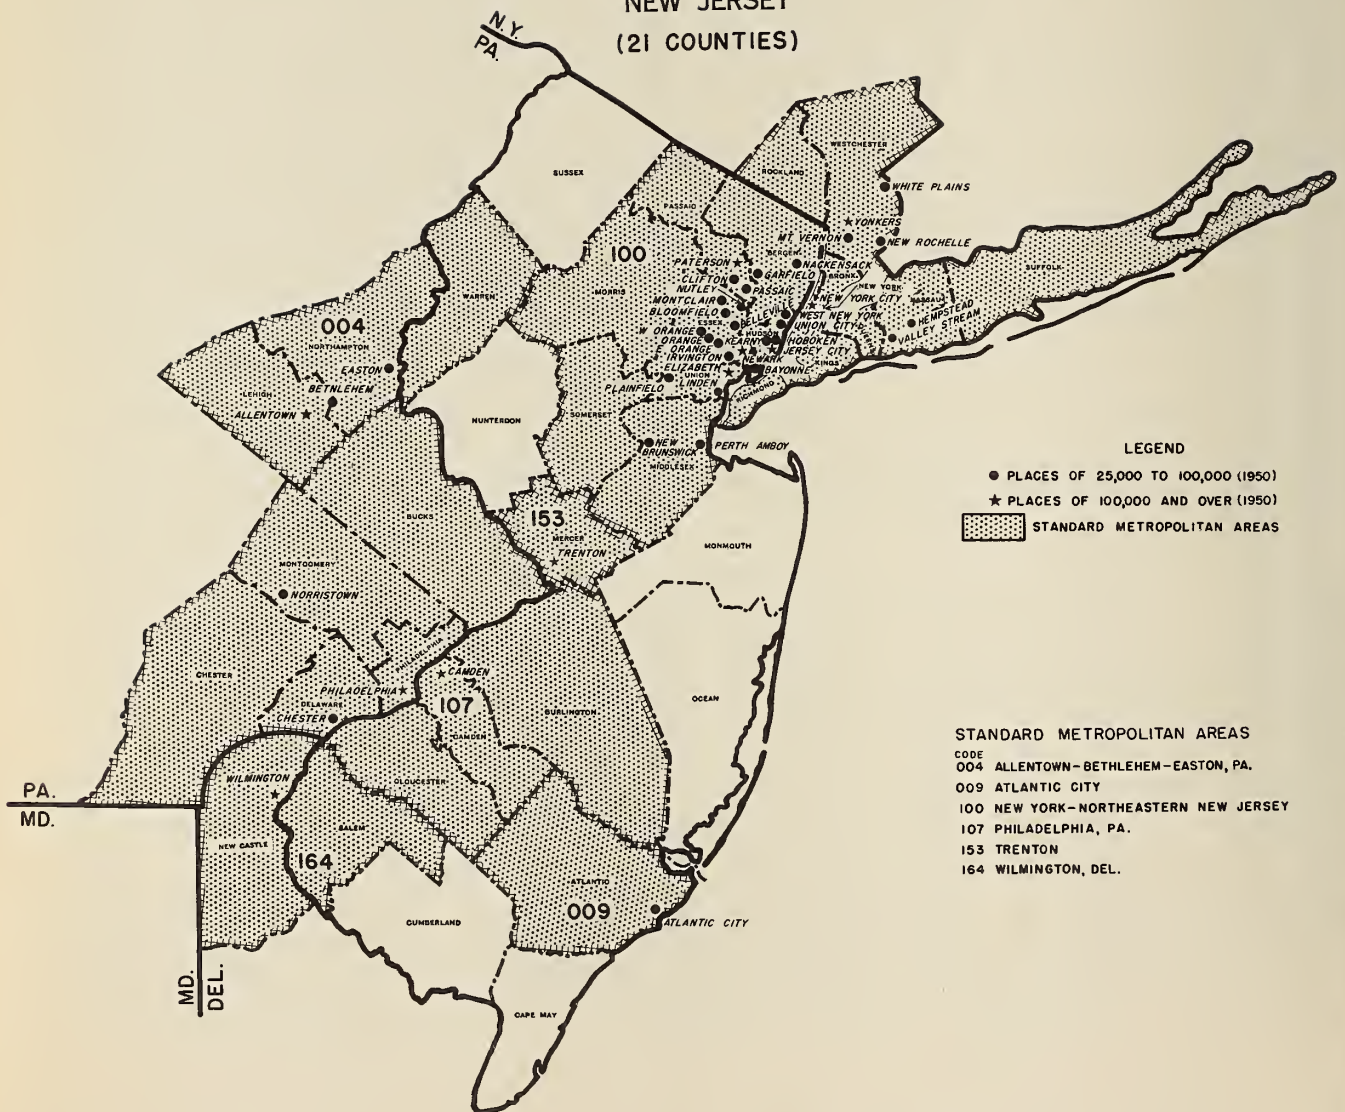 NEW JERSEY
(21 COUNTIES)
N.Y.
PA.
SUSSEX
WESTCHESTER
ROCKLAND
WHITE PLAINS
PASSAIC
YONKERS
MT. VERNON
NEW ROCHELLE
100
BERGEN
PATERSON
HACKENSACK
BRONX
SUFFOLK
CLIFTON
GARFIELD
NUTLEY
PASSAIC
NEW YORK
NASSAU
WARREN
MORRIS
MONTCLAIR
NEW YORK CITY
HEMPSTEAD
BLOOMFIELD
BELLEVILLE
WEST NEW YORK
VALLEY STREAM
004
ESSEX
UNION CITY
W. ORANGE
HUDSON
NORTHAMPTON
ORANGE
KEARNY
HOBOKEN
E. ORANGE
JERSEY CITY
IRVINGTON
NEWARK
KINGS
EASTON
ELIZABETH
BAYONNE
UNION
BETHLEHEM
PLAINFIELD
LINDEN
RICHMOND
LEHIGH
ALLENTOWN
HUNTERDON
SOMERSET
NEW
BRUNSWICK
PERTH AMBOY
MIDDLESEX
LEGEND
PLACES OF 25,000 TO 100,000 (1950)
PLACES OF 100,000 AND OVER (1950)
STANDARD METROPOLITAN AREAS
BUCKS
153
MERCER
TRENTON
MONMOUTH
MONTGOMERY
NORRISTOWN
PHILADELPHIA
CHESTER
CAMDEN
PHILADELPHIA
OCEAN
DELAWARE
107
BURLINGTON
CHESTER
CAMDEN
WILMINGTON
GLOUCESTER
PA.
MD.
SALEM
NEW CASTLE
164
ATLANTIC
009
CUMBERLAND
ATLANTIC CITY
MD.
DEL.
CAPE MAY
STANDARD METROPOLITAN AREAS
CODE
004 ALLENTOWN-BETHLEHEM-EASTON, PA.
009 ATLANTIC CITY
100 NEW YORK-NORTHEASTERN NEW JERSEY
107 PHILADELPHIA, PA.
153 TRENTON
164 WILMINGTON, DEL.